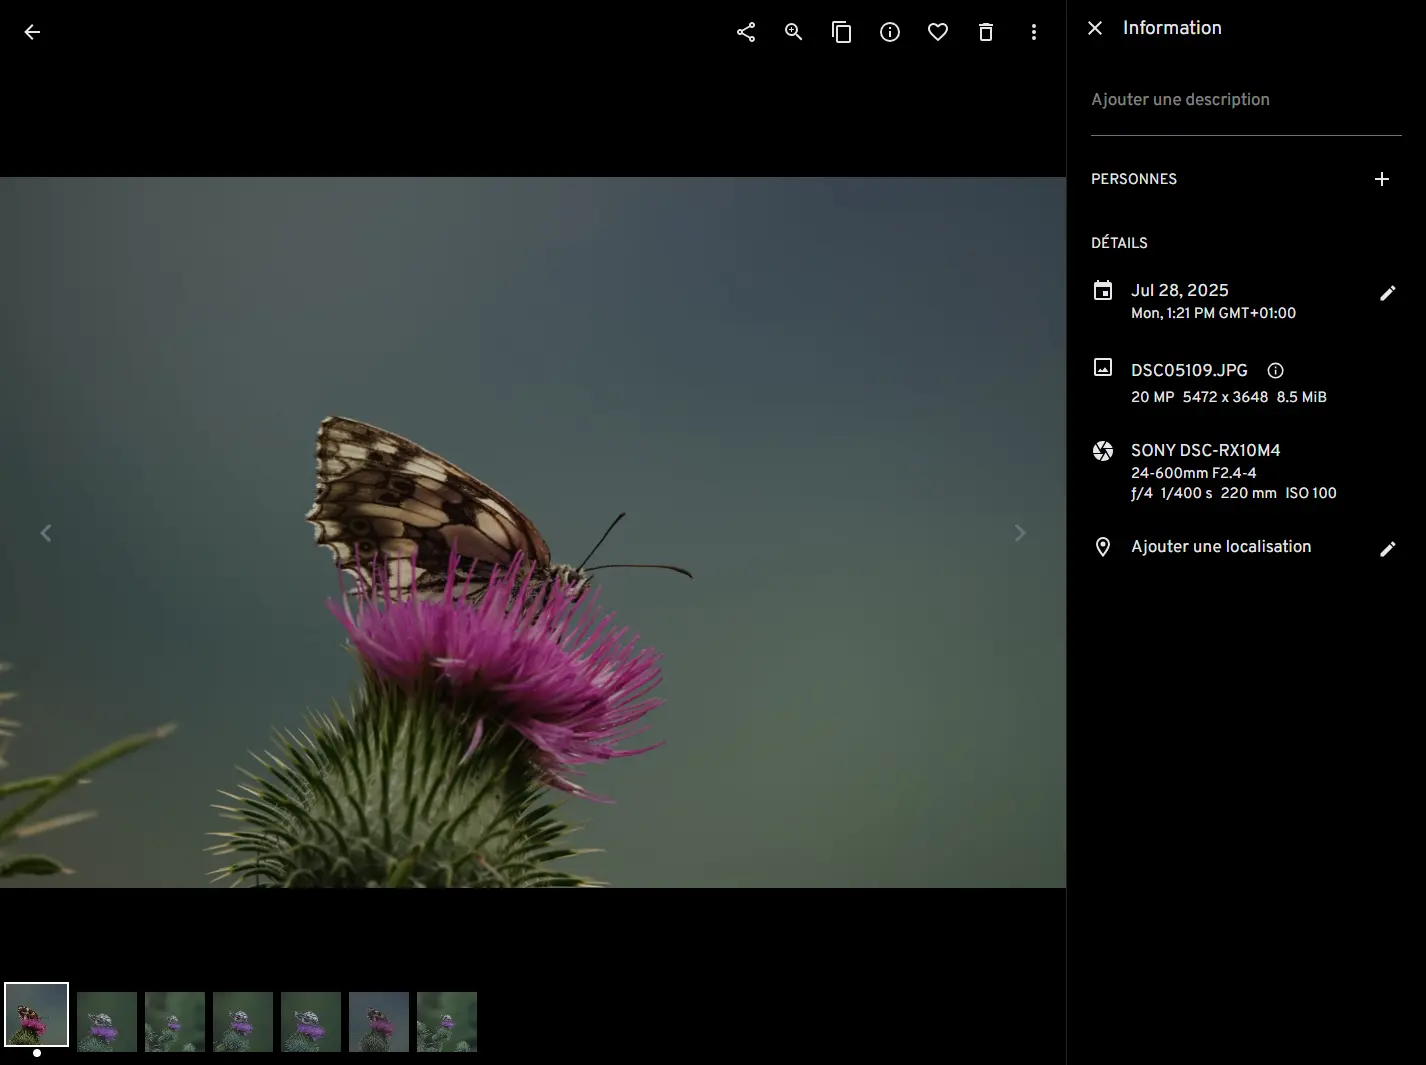 Information
Ajouter une description
PERSONNES
DÉTAILS
Jul 28, 2025
Mon, 1:21 PM GMT+01:00
DSC05109.JPG
20 MP 5472 x 3648 8.5 MiB
SONY DSC-RX10M4
24-600mm F2.4-4
ƒ/4 1/400 s 220 mm ISO 100
Ajouter une localisation